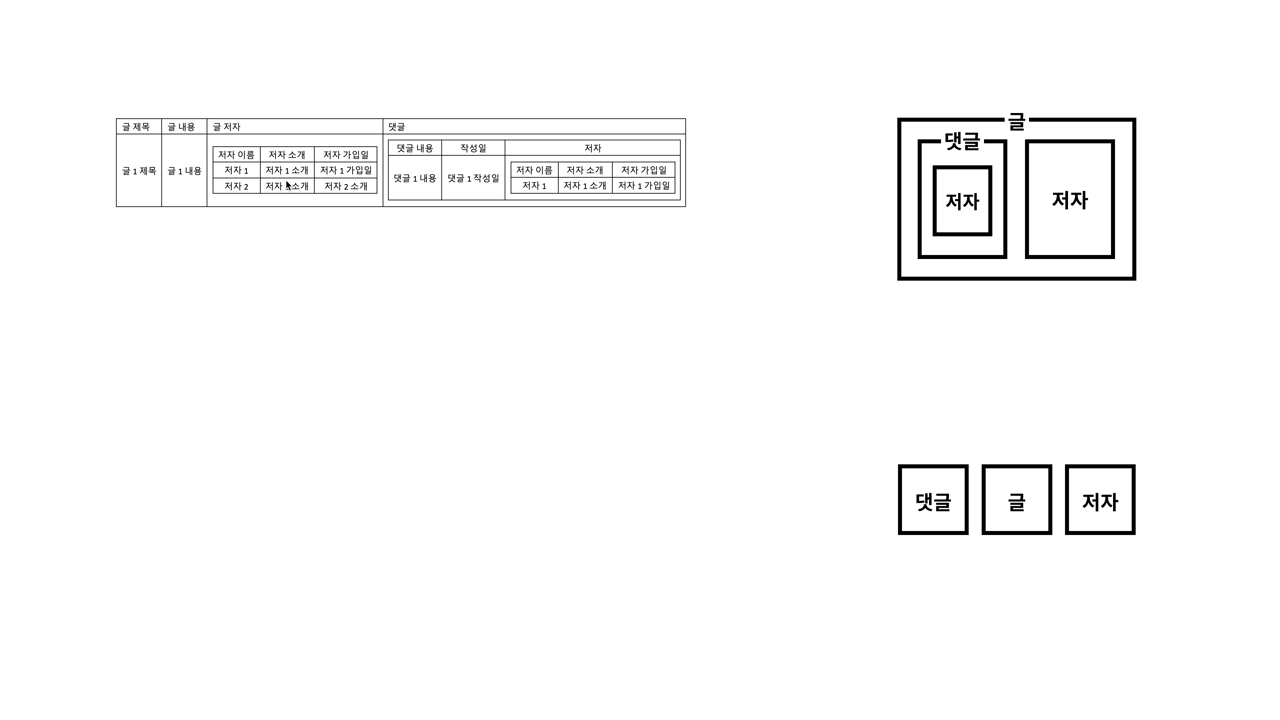 글 제목 글 내용 글 저자 댓글
글 1 제목 글 1 내용
저자 이름 저자 소개 저자 가입일
저자 1 저자 1 소개 저자 1 가입일
저자 2 저자 소개 저자 2 소개
댓글 내용 작성일 저자
댓글 1 내용 댓글 1 작성일
저자 이름 저자 소개 저자 가입일
저자 1 저자 1 소개 저자 1 가입일
글
댓글
저자
저자
댓글 글 저자